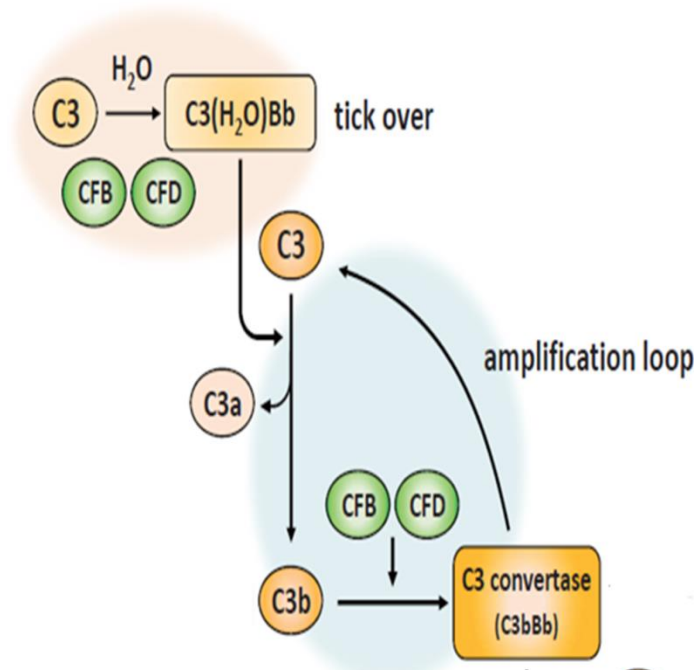 H₂O
C3
C3(H₂O)Bb
tick over
CFB
CFD
C3
amplification loop
C3a
CFB
CFD
C3b
C3 convertase
(C3bBb)